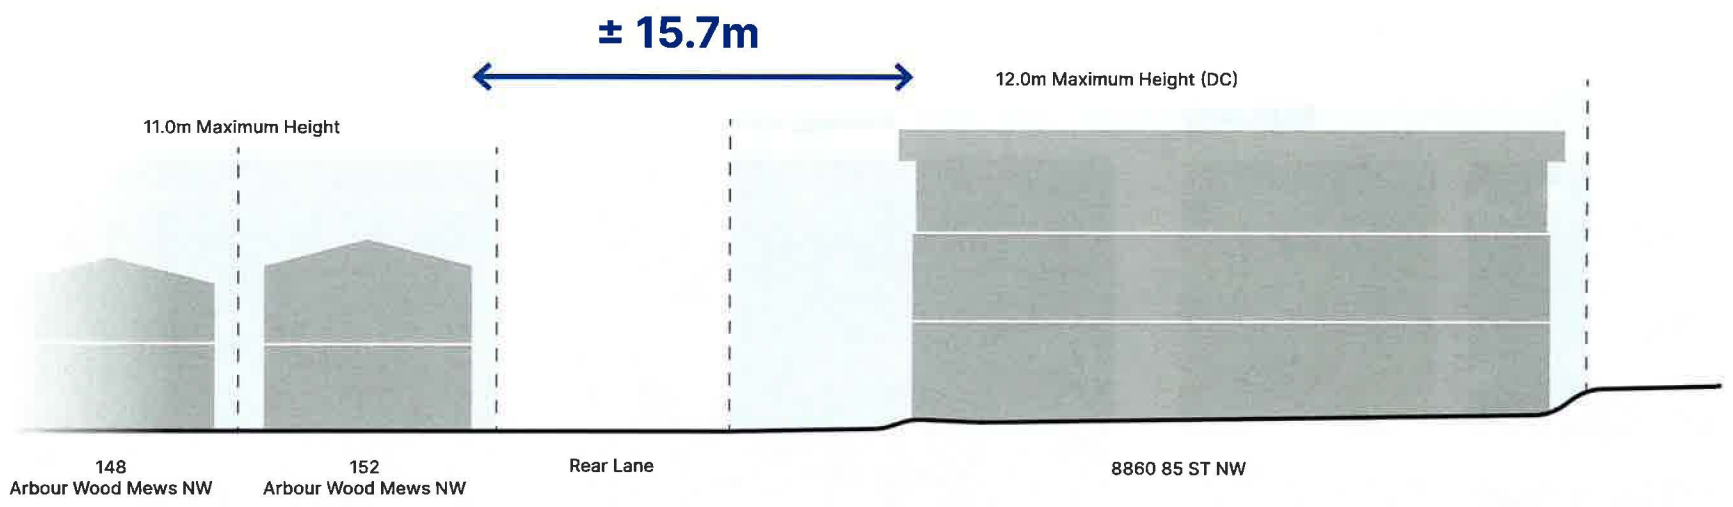 ± 15.7m
12.0m Maximum Height (DC)
11.0m Maximum Height
148
Arbour Wood Mews NW
152
Arbour Wood Mews NW
Rear Lane
8860 85 ST NW